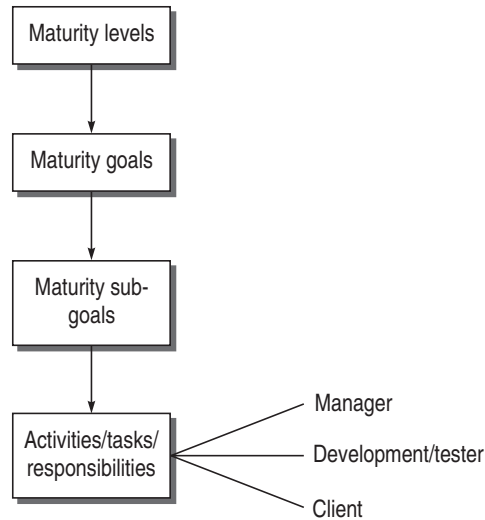 Maturity levels
Maturity goals
Maturity sub-
goals
Activities/tasks/
responsibilities
Manager
Development/tester
Client